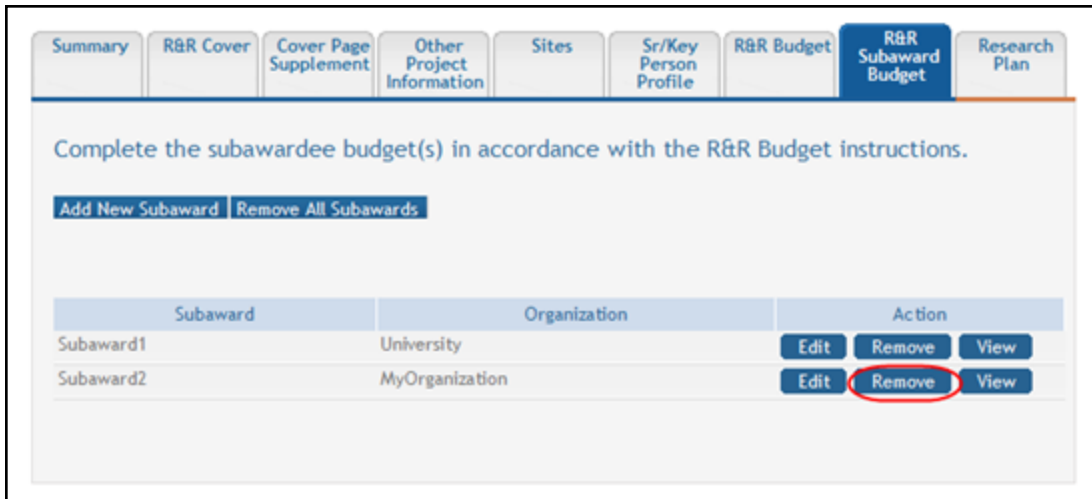 Summary
R&R Cover
Cover Page
Supplement
Other
Project
Information
Sites
Sr/Key
Person
Profile
R&R Budget
R&R
Subaward
Budget
Research
Plan
Complete the subawardee budget(s) in accordance with the R&R Budget instructions.
Add New Subaward Remove All Subawards
Subaward Organization Action
Subaward1 University Edit Remove View
Subaward2 MyOrganization Edit Remove View